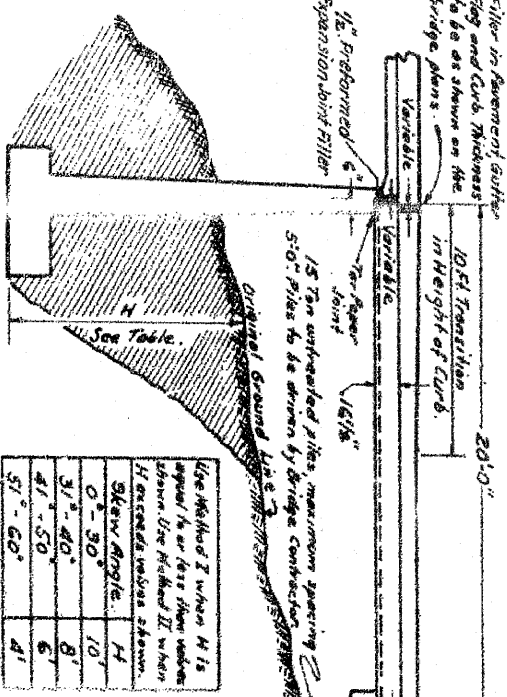 Filler in Pavement, Gutter
Flag and Curb. Thickness
to be as shown on the
bridge plans.
Variable
1/2" Preformed
Expansion Joint Filler
6"
20'-0"
10 Ft. Transition
in Height of Curb.
Variable
Tar Paper
Joint
16 1/2"
15 Ton untreated piles, maximum spacing
5'-0". Piles to be driven by Bridge Contractor
Original Ground Line
H
See Table.
Use Method I when H is
equal to or less than values
shown. Use Method II when
H exceeds values shown.
Skew Angle. H
0° - 30° 10'
31° - 40° 8'
41° - 50° 6'
51° - 60° 4'